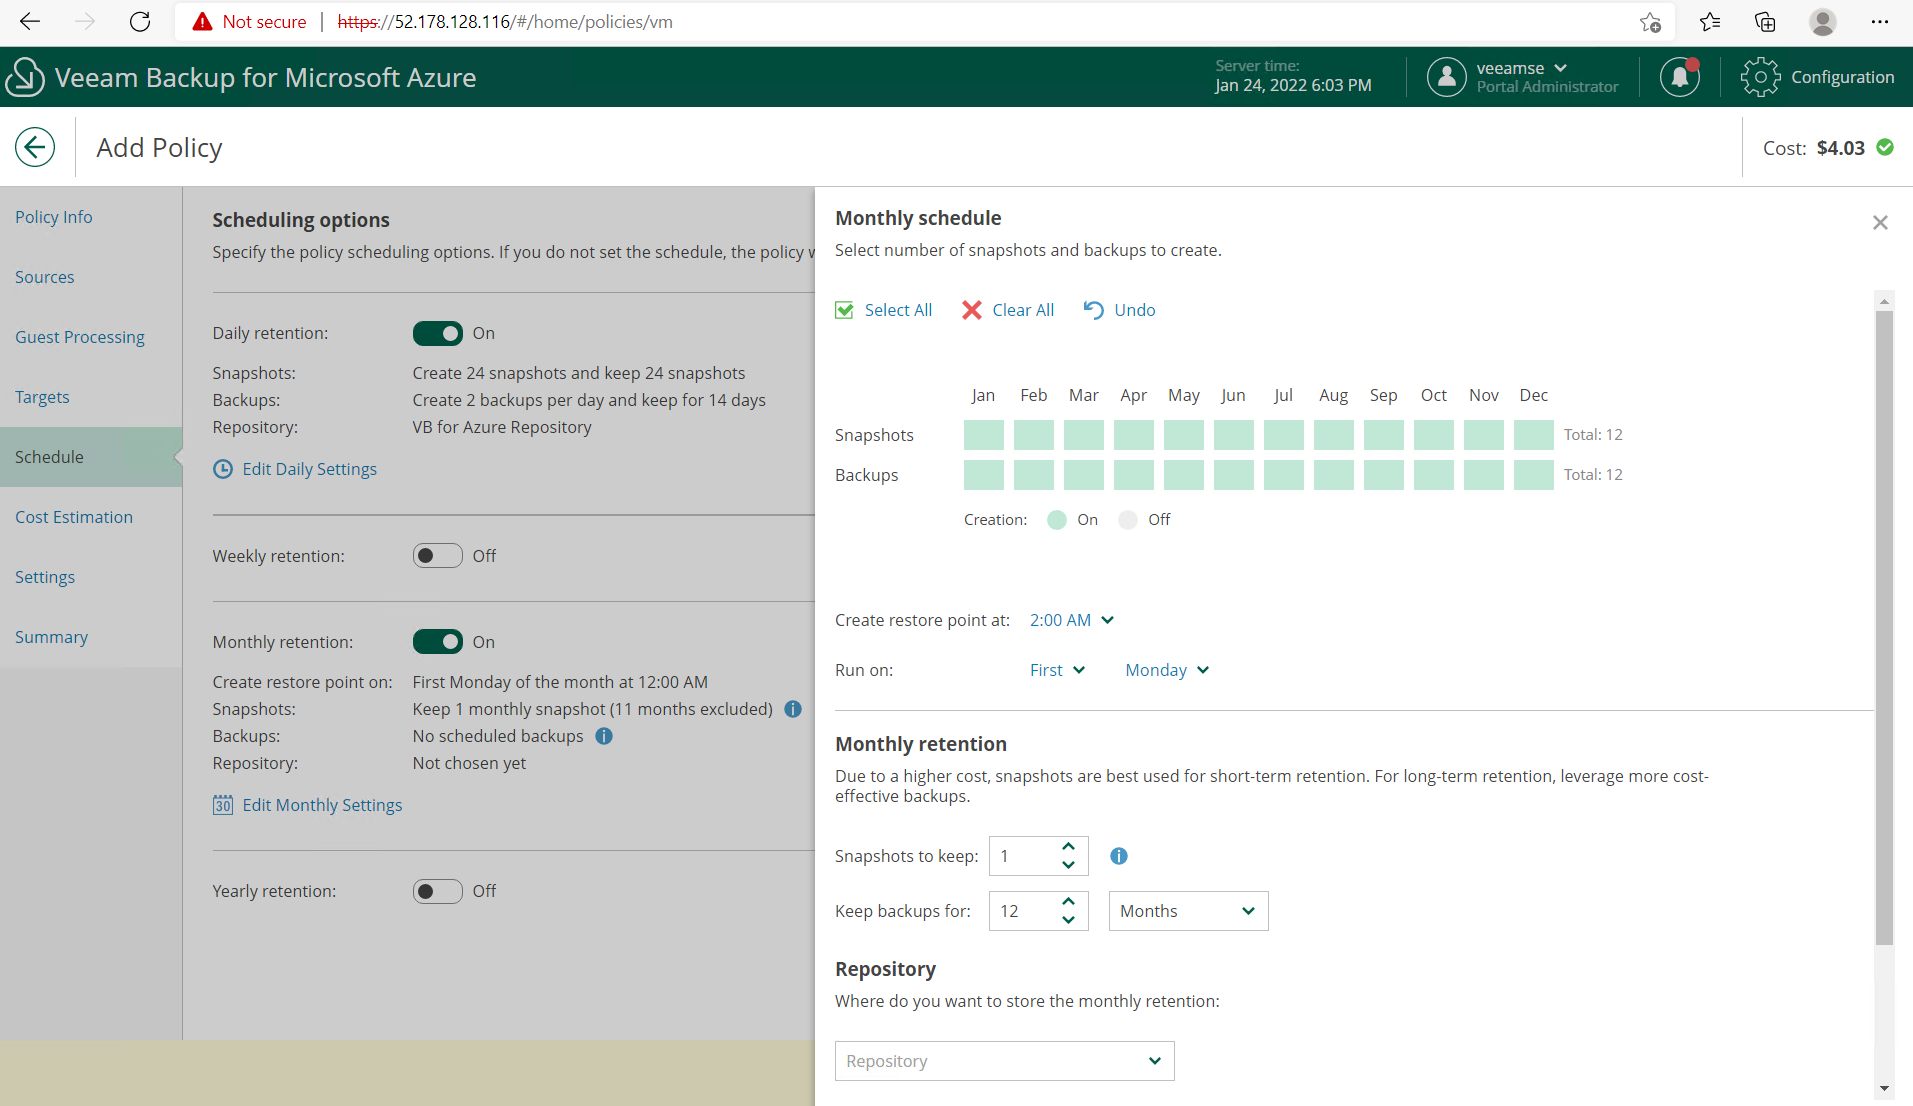 Not secure | https://52.178.128.116/#/home/policies/vm
Veeam Backup for Microsoft Azure
Server time:
Jan 24, 2022 6:03 PM
veeamse
Portal Administrator
Configuration
Add Policy
Cost: $4.03
Policy Info
Sources
Guest Processing
Targets
Schedule
Cost Estimation
Settings
Summary
Scheduling options
Specify the policy scheduling options. If you do not set the schedule, the policy
Daily retention: On
Snapshots: Create 24 snapshots and keep 24 snapshots
Backups: Create 2 backups per day and keep for 14 days
Repository: VB for Azure Repository
Edit Daily Settings
Weekly retention: Off
Monthly retention: On
Create restore point on: First Monday of the month at 12:00 AM
Snapshots: Keep 1 monthly snapshot (11 months excluded)
Backups: No scheduled backups
Repository: Not chosen yet
30 Edit Monthly Settings
Yearly retention: Off
Monthly schedule
Select number of snapshots and backups to create.
Select All Clear All Undo
Jan Feb Mar Apr May Jun Jul Aug Sep Oct Nov Dec
Snapshots Total: 12
Backups Total: 12
Creation: On Off
Create restore point at: 2:00 AM
Run on: First Monday
Monthly retention
Due to a higher cost, snapshots are best used for short-term retention. For long-term retention, leverage more cost-
effective backups.
Snapshots to keep: 1
Keep backups for: 12 Months
Repository
Where do you want to store the monthly retention:
Repository